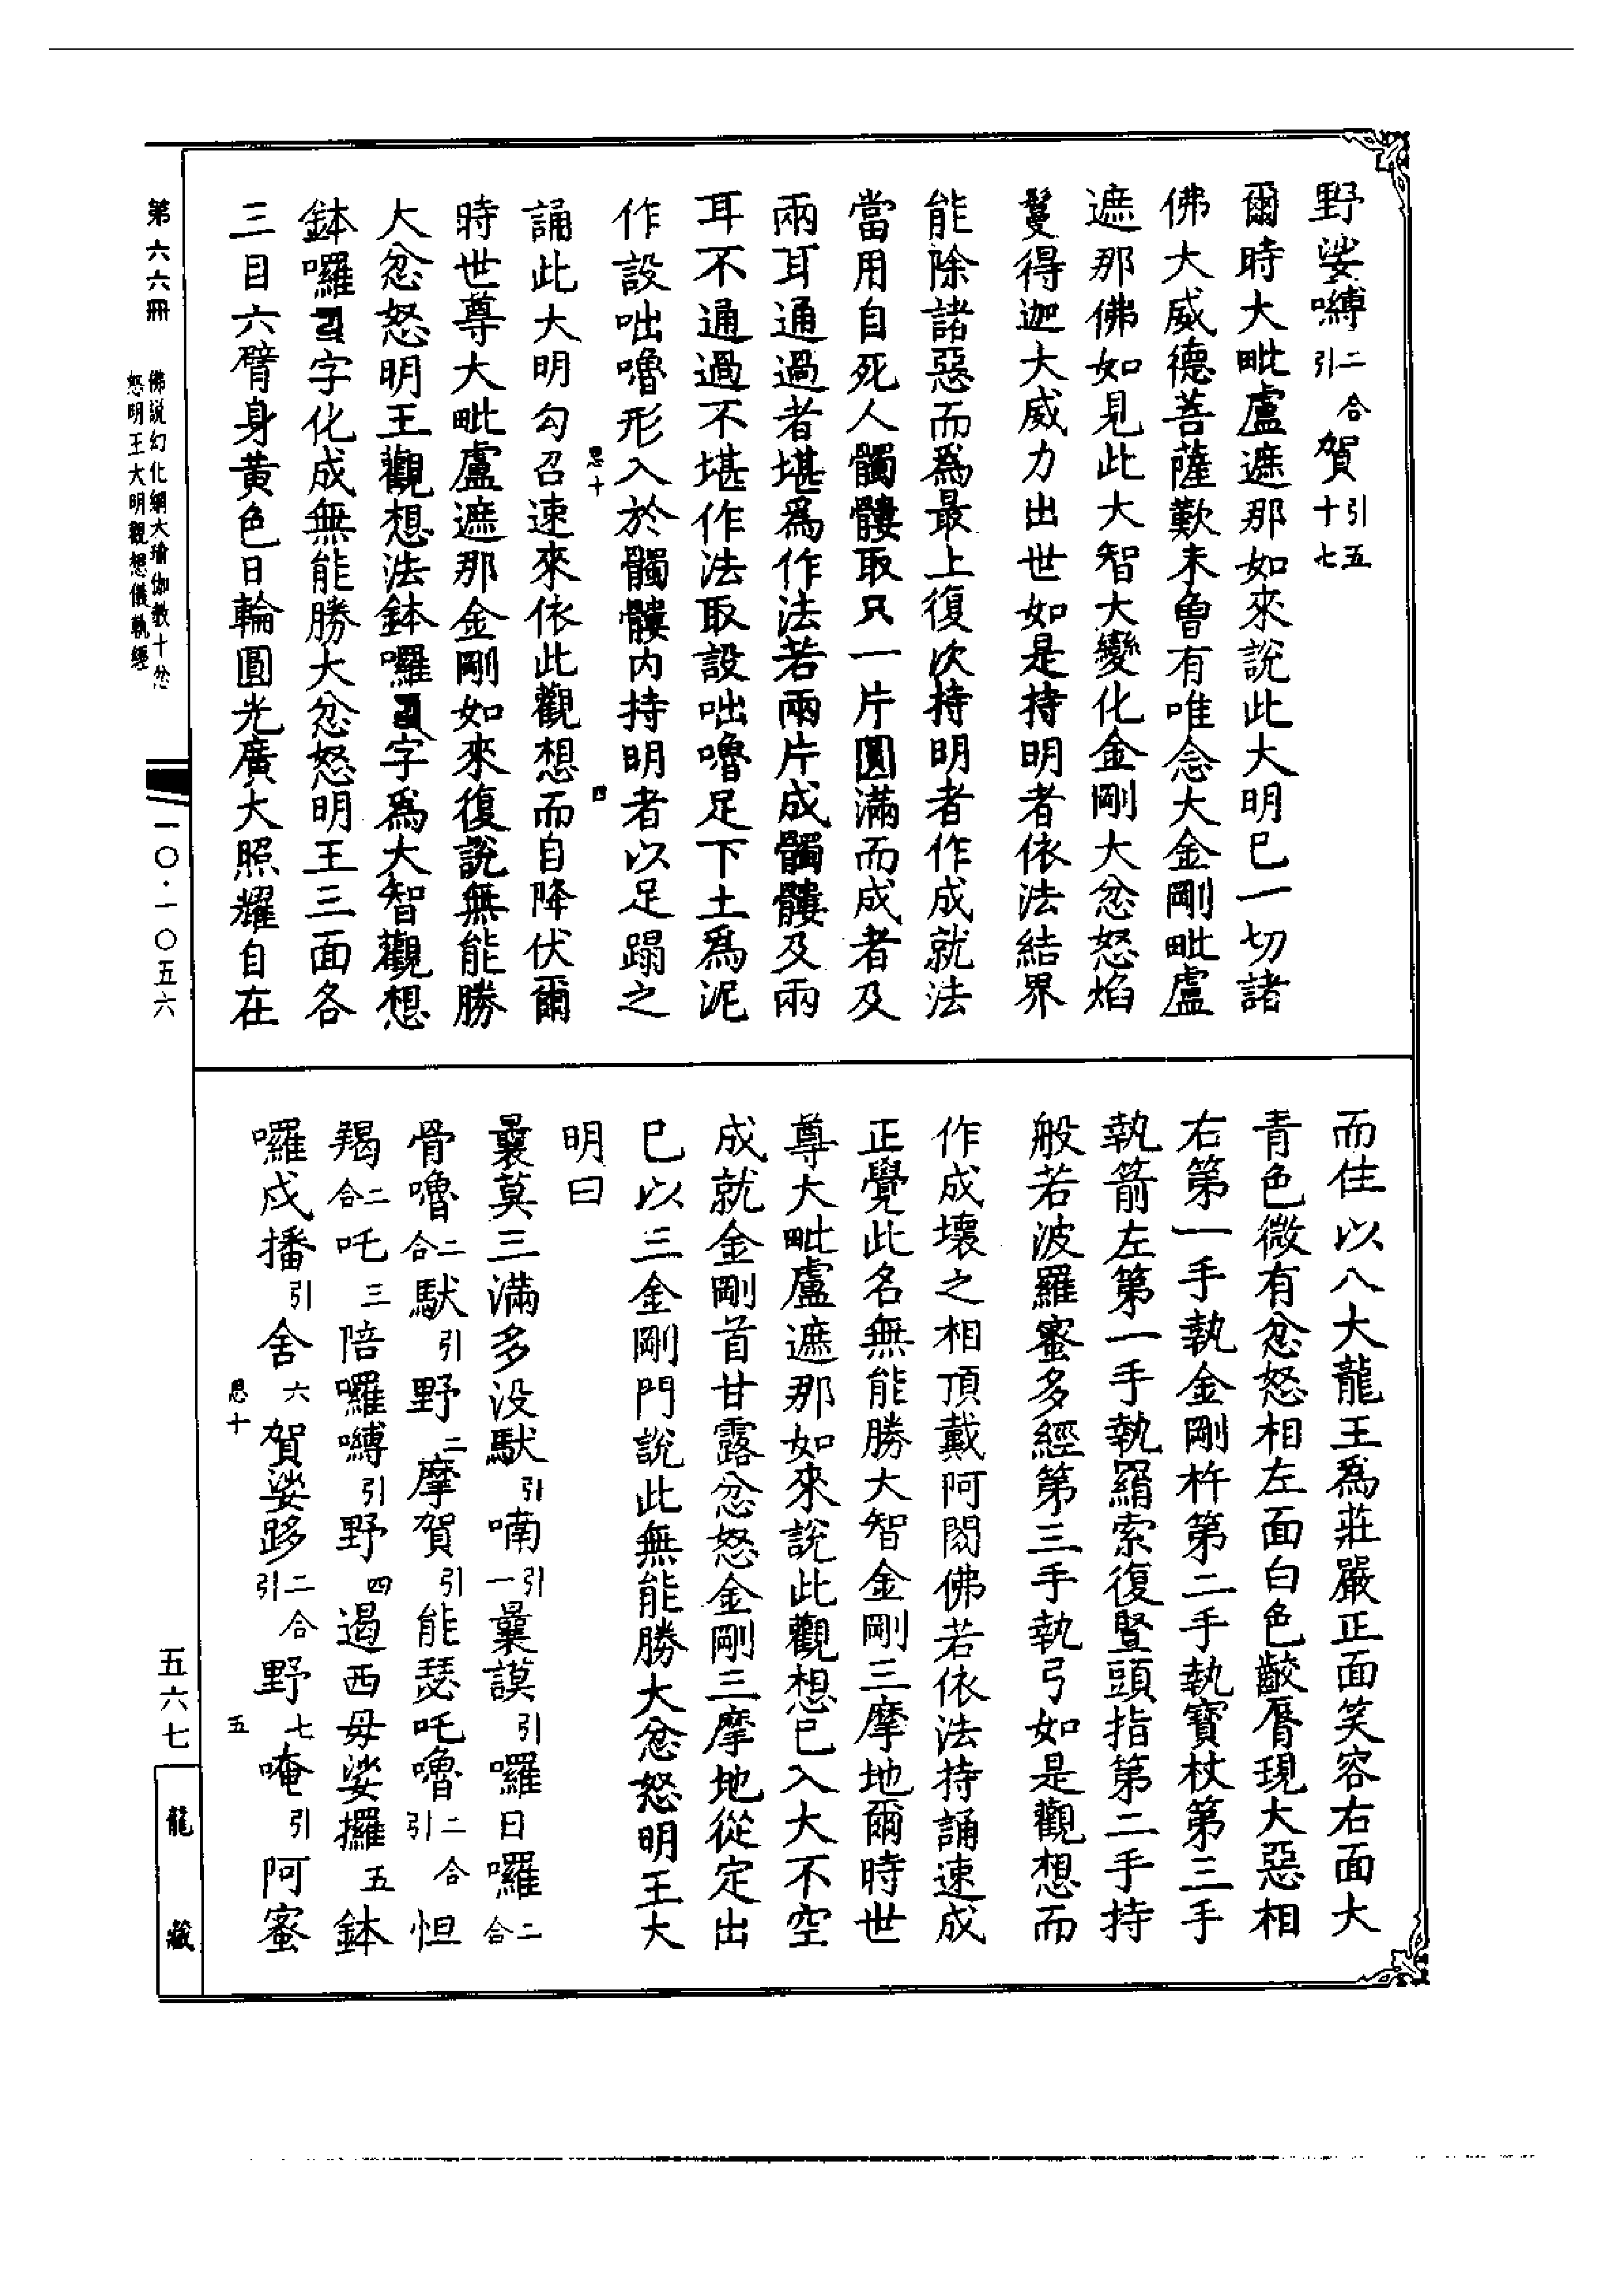 野娑嚩二合引賀引五十七
爾時大毗盧遮那如來說此大明已一切諸
佛大威德菩薩歎未曾有唯念大金剛毗盧
遮那佛如見此大智大變化金剛大忿怒焰
鬘得迦大威力出世如是持明者依法結界
能除諸惡而爲最上復次持明者作成就法
當用自死人髑髏取只一片圓滿而成者及
兩耳通過者堪爲作法若兩片成髑髏及兩
耳不通過不堪作法取設咄嚕足下土爲泥
作設咄嚕形入於髑髏內持明者以足蹋之
恩十 四
誦此大明勾召速來依此觀想而自降伏爾
時世尊大毗盧遮那金剛如來復說無能勝
大忿怒明王觀想法鉢囉字爲大智觀想
鉢囉字化成無能勝大忿怒明王三面各
三目六臂身黃色日輪圓光廣大照耀自在
而住以八大龍王爲莊嚴正面笑容右面大
青色微有忿怒相左面白色齩脣現大惡相
右第一手執金剛杵第二手執寶杖第三手
執箭左第一手執羂索復豎頭指第二手持
般若波羅蜜多經第三手執弓如是觀想而
作成壞之相頂戴阿閦佛若依法持誦速成
正覺此名無能勝大智金剛三摩地爾時世
尊大毗盧遮那如來說此觀想已入大不空
成就金剛首甘露忿怒金剛三摩地從定出
已以三金剛門說此無能勝大忿怒明王大
明曰
曩莫三滿多沒馱引喃引一曩謨引囉日囉二合
骨嚕二合馱引野二摩賀引能瑟吒嚕二合引怛
羯二合吒三陪囉嚩引野四遏西毋娑攞五鉢
囉戍播引舍六賀娑跢二合引野七唵引阿蜜
恩十 五
第六六冊
佛說幻化網大瑜伽教十忿
怒明王大明觀想儀軌經
一〇·一〇五六
五六七
龍藏